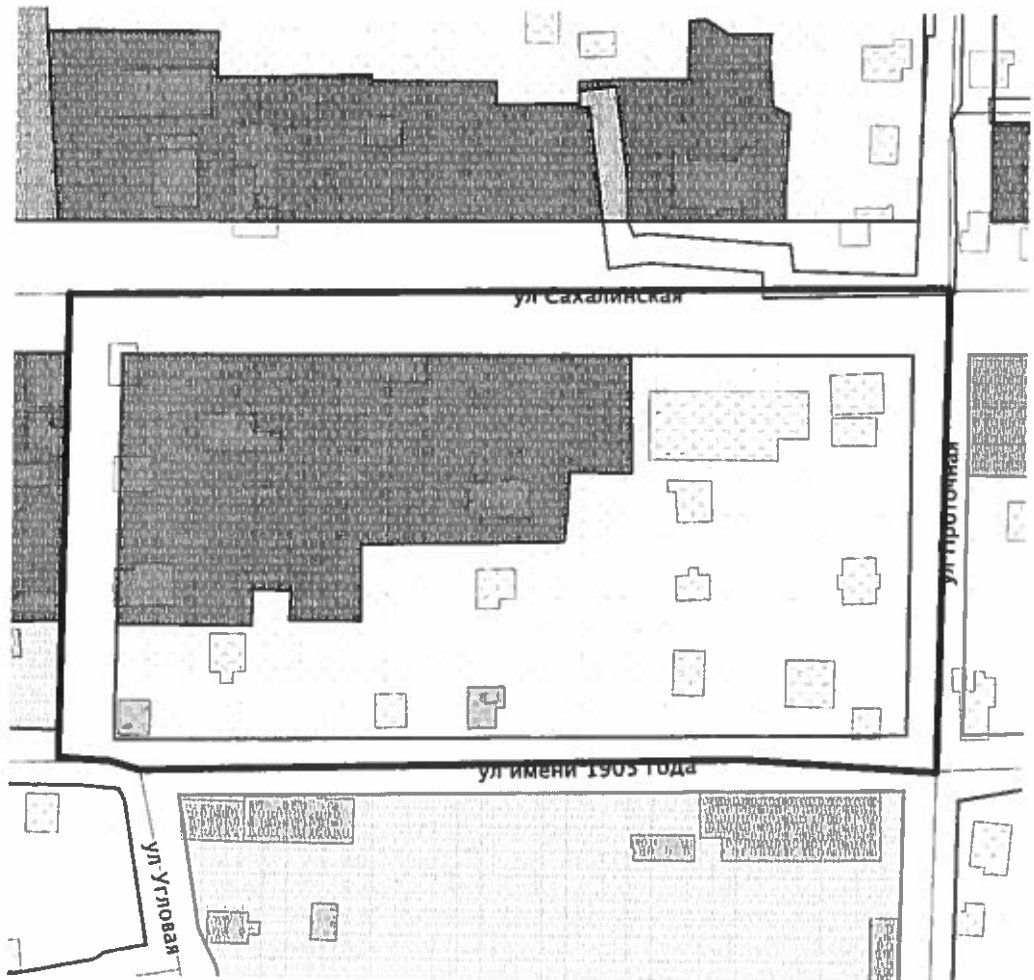 ул Сахалинская
ул Проточная
ул имени 1905 года
ул Угловая